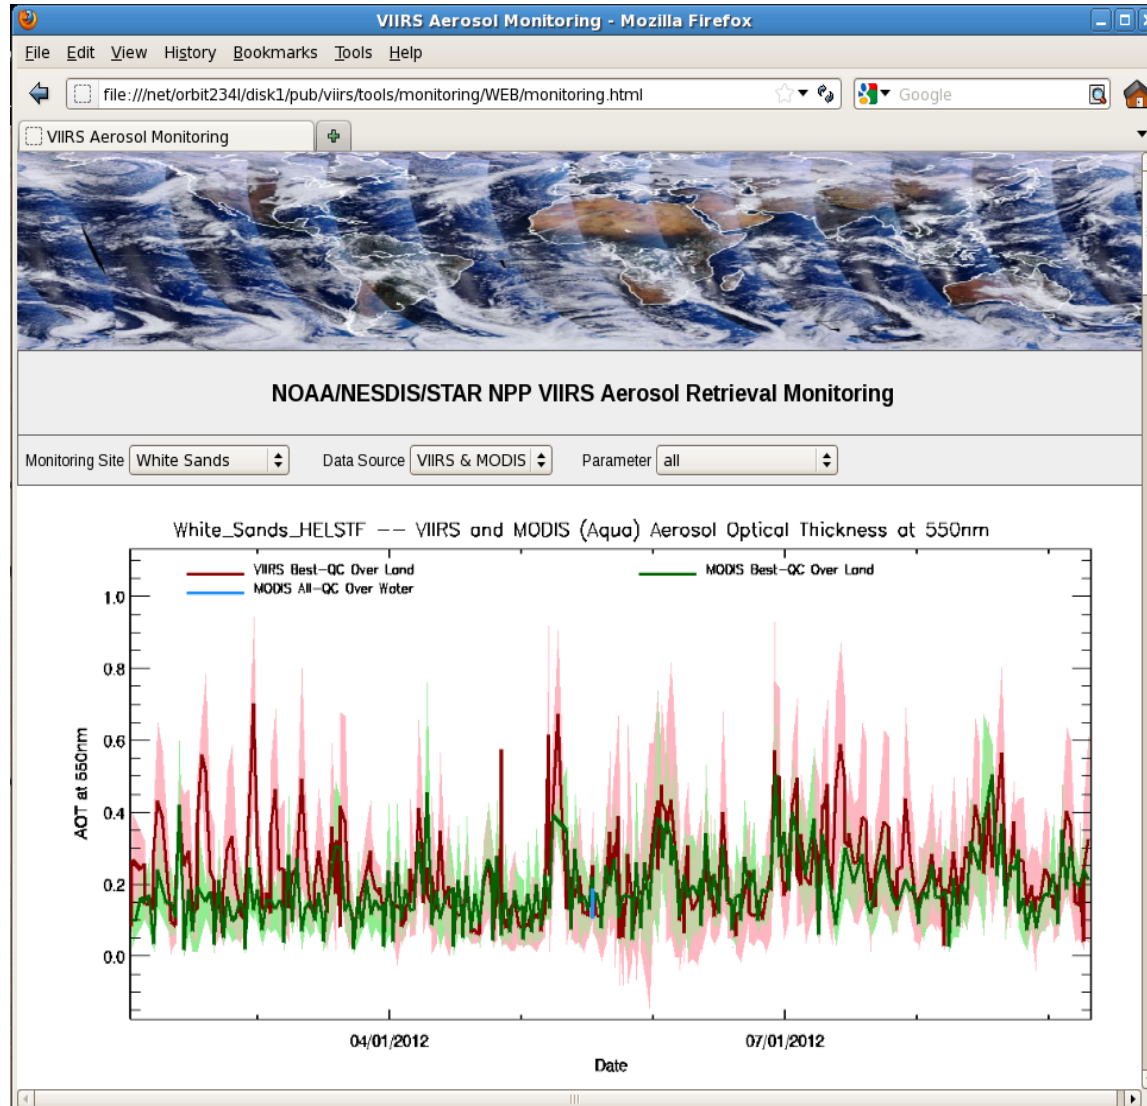 VIIRS Aerosol Monitoring - Mozilla Firefox
File Edit View History Bookmarks Tools Help
file:///net/orbit234l/disk1/pub/viirs/tools/monitoring/WEB/monitoring.html
Google
VIIRS Aerosol Monitoring
NOAA/NESDIS/STAR NPP VIIRS Aerosol Retrieval Monitoring
Monitoring Site White Sands Data Source VIIRS & MODIS Parameter all
White_Sands_HELSTF -- VIIRS and MODIS (Aqua) Aerosol Optical Thickness at 550nm
VIIRS Best-QC Over Land MODIS Best-QC Over Land
MODIS All-QC Over Water
1.0
0.8
0.6
0.4
0.2
0.0
AOT at 550nm
04/01/2012 07/01/2012
Date